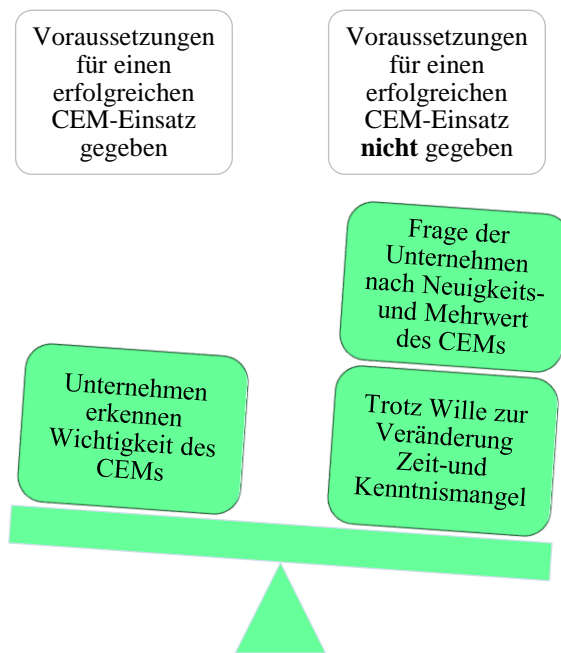 Voraussetzungen
für einen
erfolgreichen
CEM-Einsatz
gegeben
Voraussetzungen
für einen
erfolgreichen
CEM-Einsatz
nicht gegeben
Frage der
Unternehmen
nach Neuigkeits-
und Mehrwert
des CEMs
Unternehmen
erkennen
Wichtigkeit des
CEMs
Trotz Wille zur
Veränderung
Zeit-und
Kenntnismangel